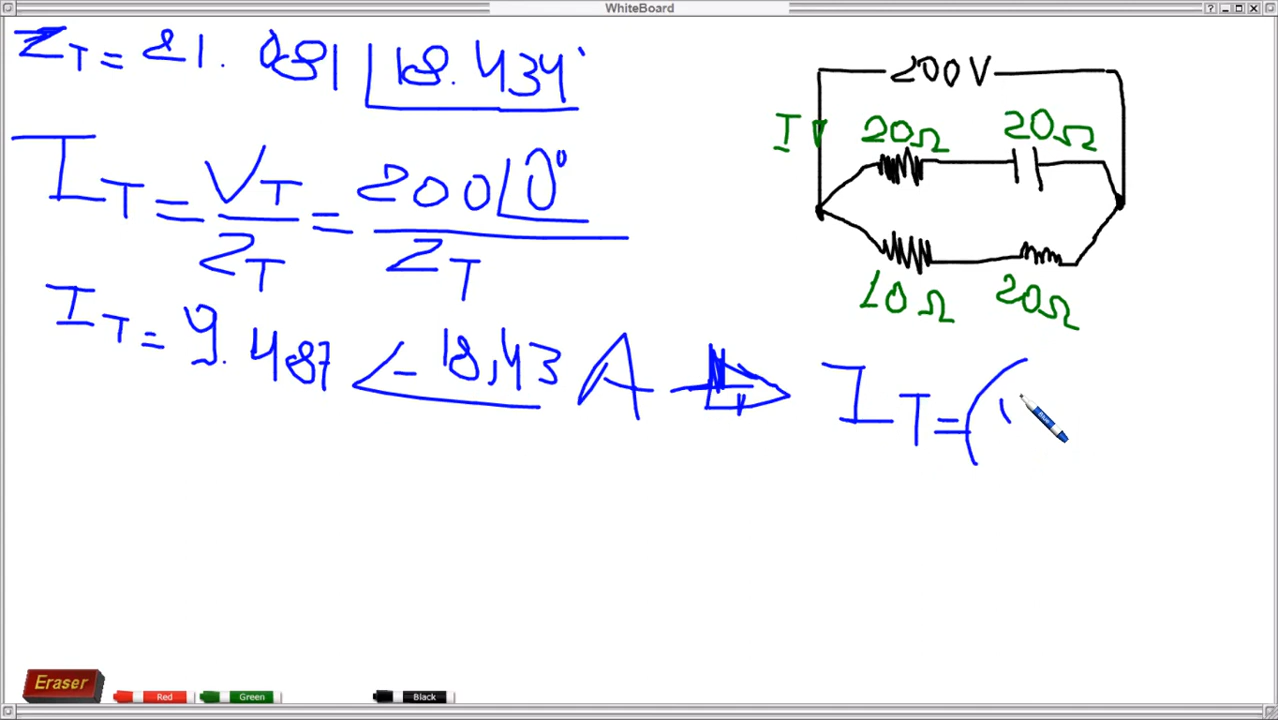 WhiteBoard
Z_T = 21.081∠18.434°
I_T = V_T / Z_T = 200∠0° / Z_T
I_T = 9.487∠-18,43 A ⇒ I_T = (
200V
I
20Ω 20Ω
10Ω 20Ω
Eraser Red Green Black